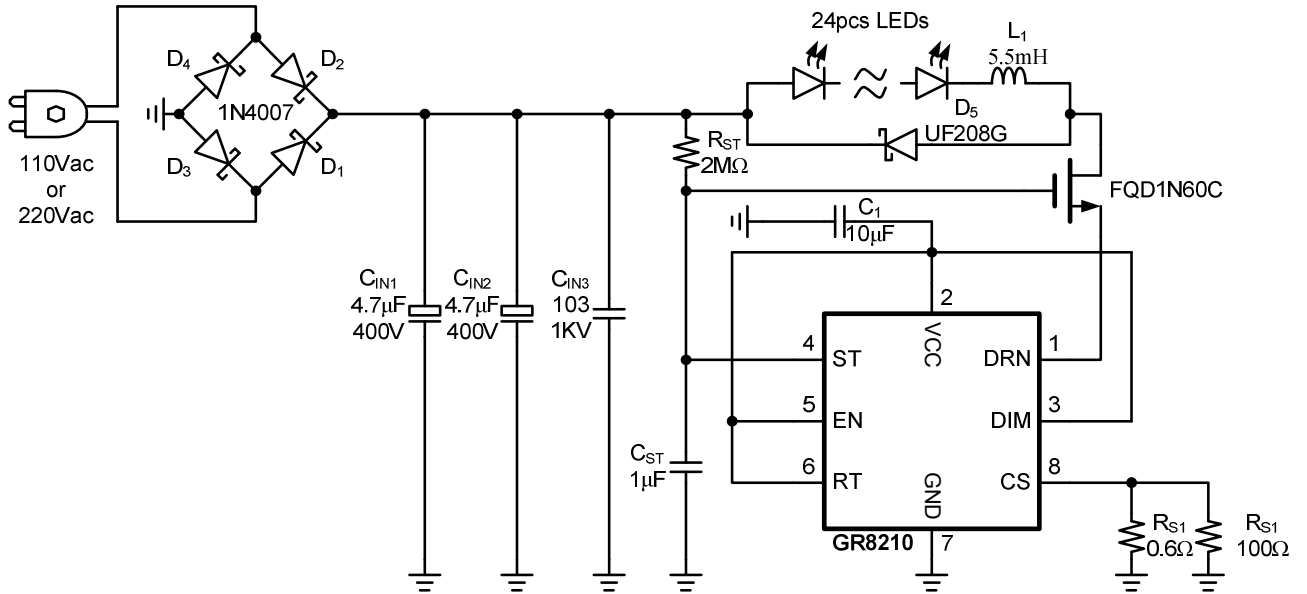 24pcs LEDs
L1
5.5mH
D4
D2
1N4007
D3
D1
110Vac
or
220Vac
D5
UF208G
RST
2MΩ
FQD1N60C
C1
10μF
CIN1
4.7μF
400V
CIN2
4.7μF
400V
CIN3
103
1KV
2
VCC
4
ST
DRN
1
5
EN
DIM
3
6
RT
CS
8
GND
7
GR8210
CST
1μF
RS1
0.6Ω
RS1
100Ω